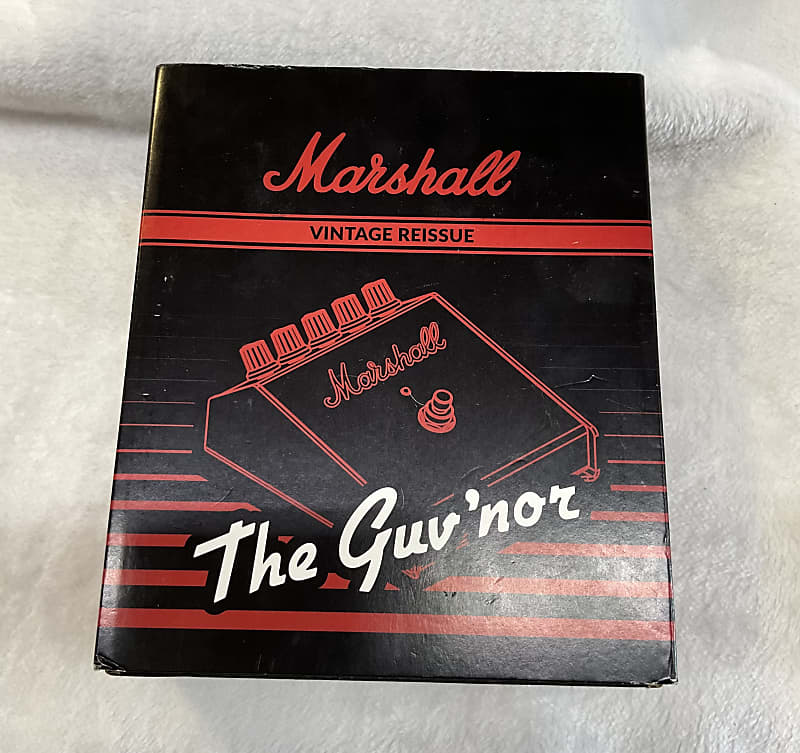 Marshall
VINTAGE REISSUE
Marshall
The Guv'nor